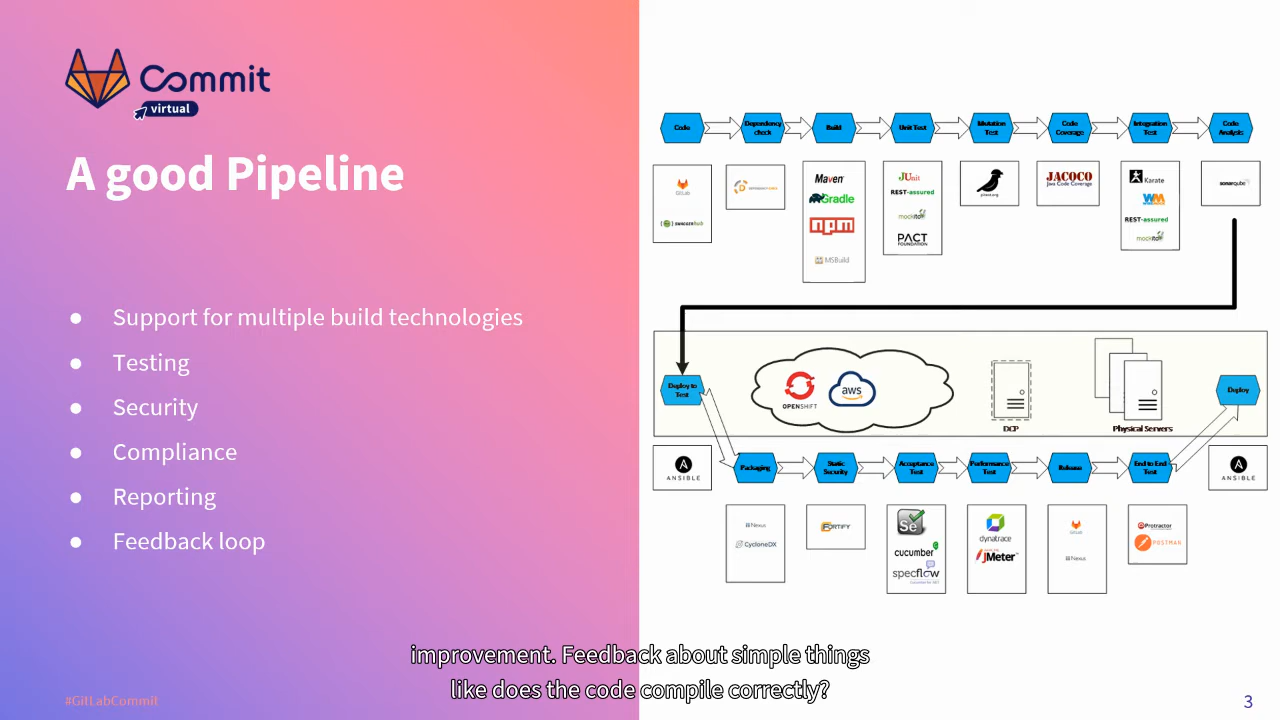 Commit
virtual
A good Pipeline
● Support for multiple build technologies
● Testing
● Security
● Compliance
● Reporting
● Feedback loop
#GitLabCommit
Code
Dependency
check
Build
Unit Test
Mutation
Test
Code
Coverage
Integration
Test
Code
Analysis
GitLab
swaggerhub
Maven
Gradle
npm
MSBuild
JUnit
REST-assured
mockito
PACT
FOUNDATION
pitest.org
JACOCO
Java Code Coverage
Karate
WM
WIREMOCK
REST-assured
mockito
sonarqube
Deploy to
Test
OPENSHIFT
aws
DCP
Physical Servers
Deploy
ANSIBLE
Packaging
Static
Security
Acceptance
Test
Performance
Test
Release
End to End
Test
ANSIBLE
Nexus
CycloneDX
FORTIFY
Se
cucumber
specflow
dynatrace
JMeter
GitLab
Nexus
Protractor
POSTMAN
improvement. Feedback about simple things
like does the code compile correctly?
3